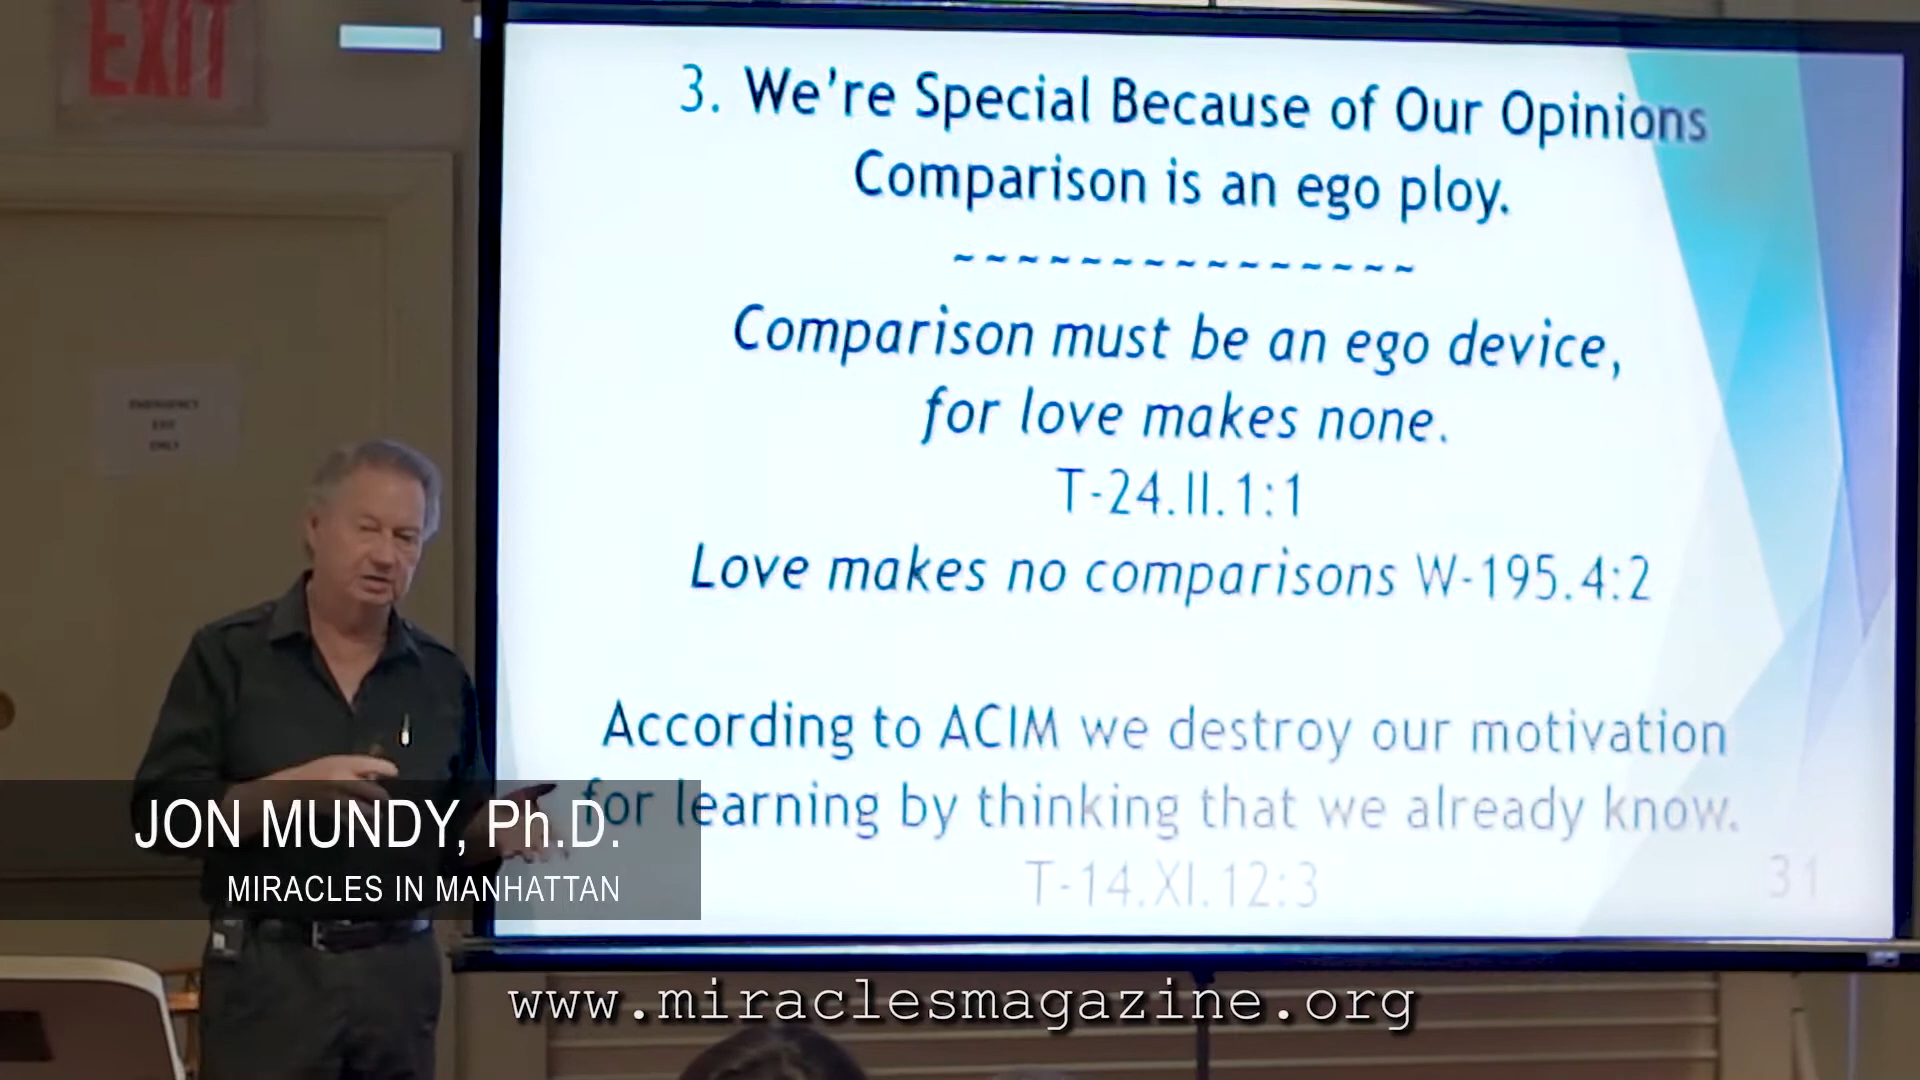 EXIT
3. We're Special Because of Our Opinions
Comparison is an ego ploy.
~~~~~~~~~~~~~~~
Comparison must be an ego device,
for love makes none.
T-24.II.1:1
Love makes no comparisons W-195.4:2
According to ACIM we destroy our motivation
for learning by thinking that we already know.
T-14.XI.12:3
31
EMERGENCY
EXIT
ONLY
JON MUNDY, Ph.D.
MIRACLES IN MANHATTAN
www.miraclesmagazine.org